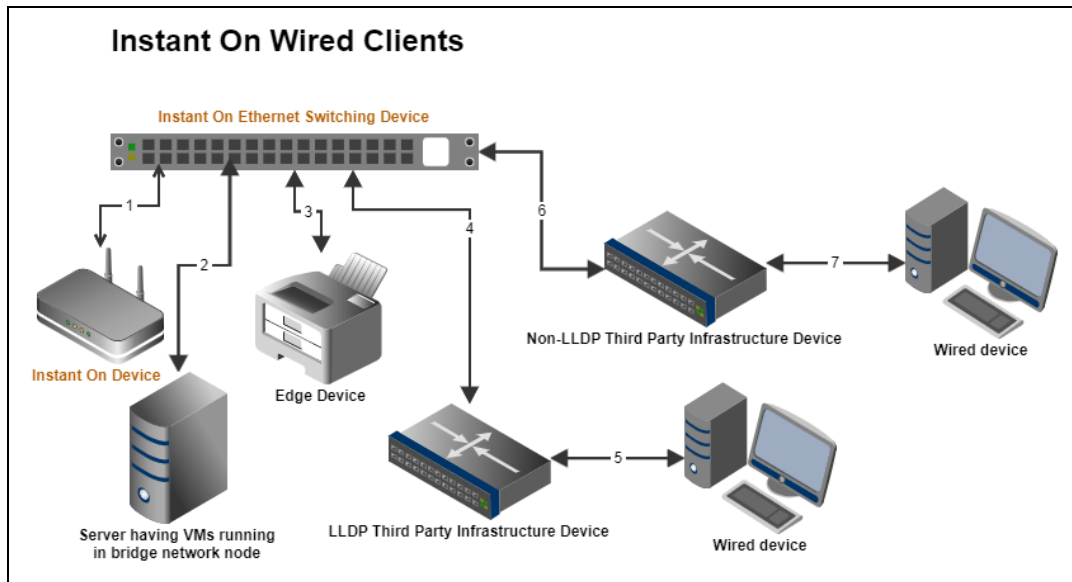 Instant On Wired Clients
Instant On Ethernet Switching Device
1
2
3
4
6
7
Instant On Device
Edge Device
Non-LLDP Third Party Infrastructure Device
Wired device
5
Server having VMs running
in bridge network node
LLDP Third Party Infrastructure Device
Wired device